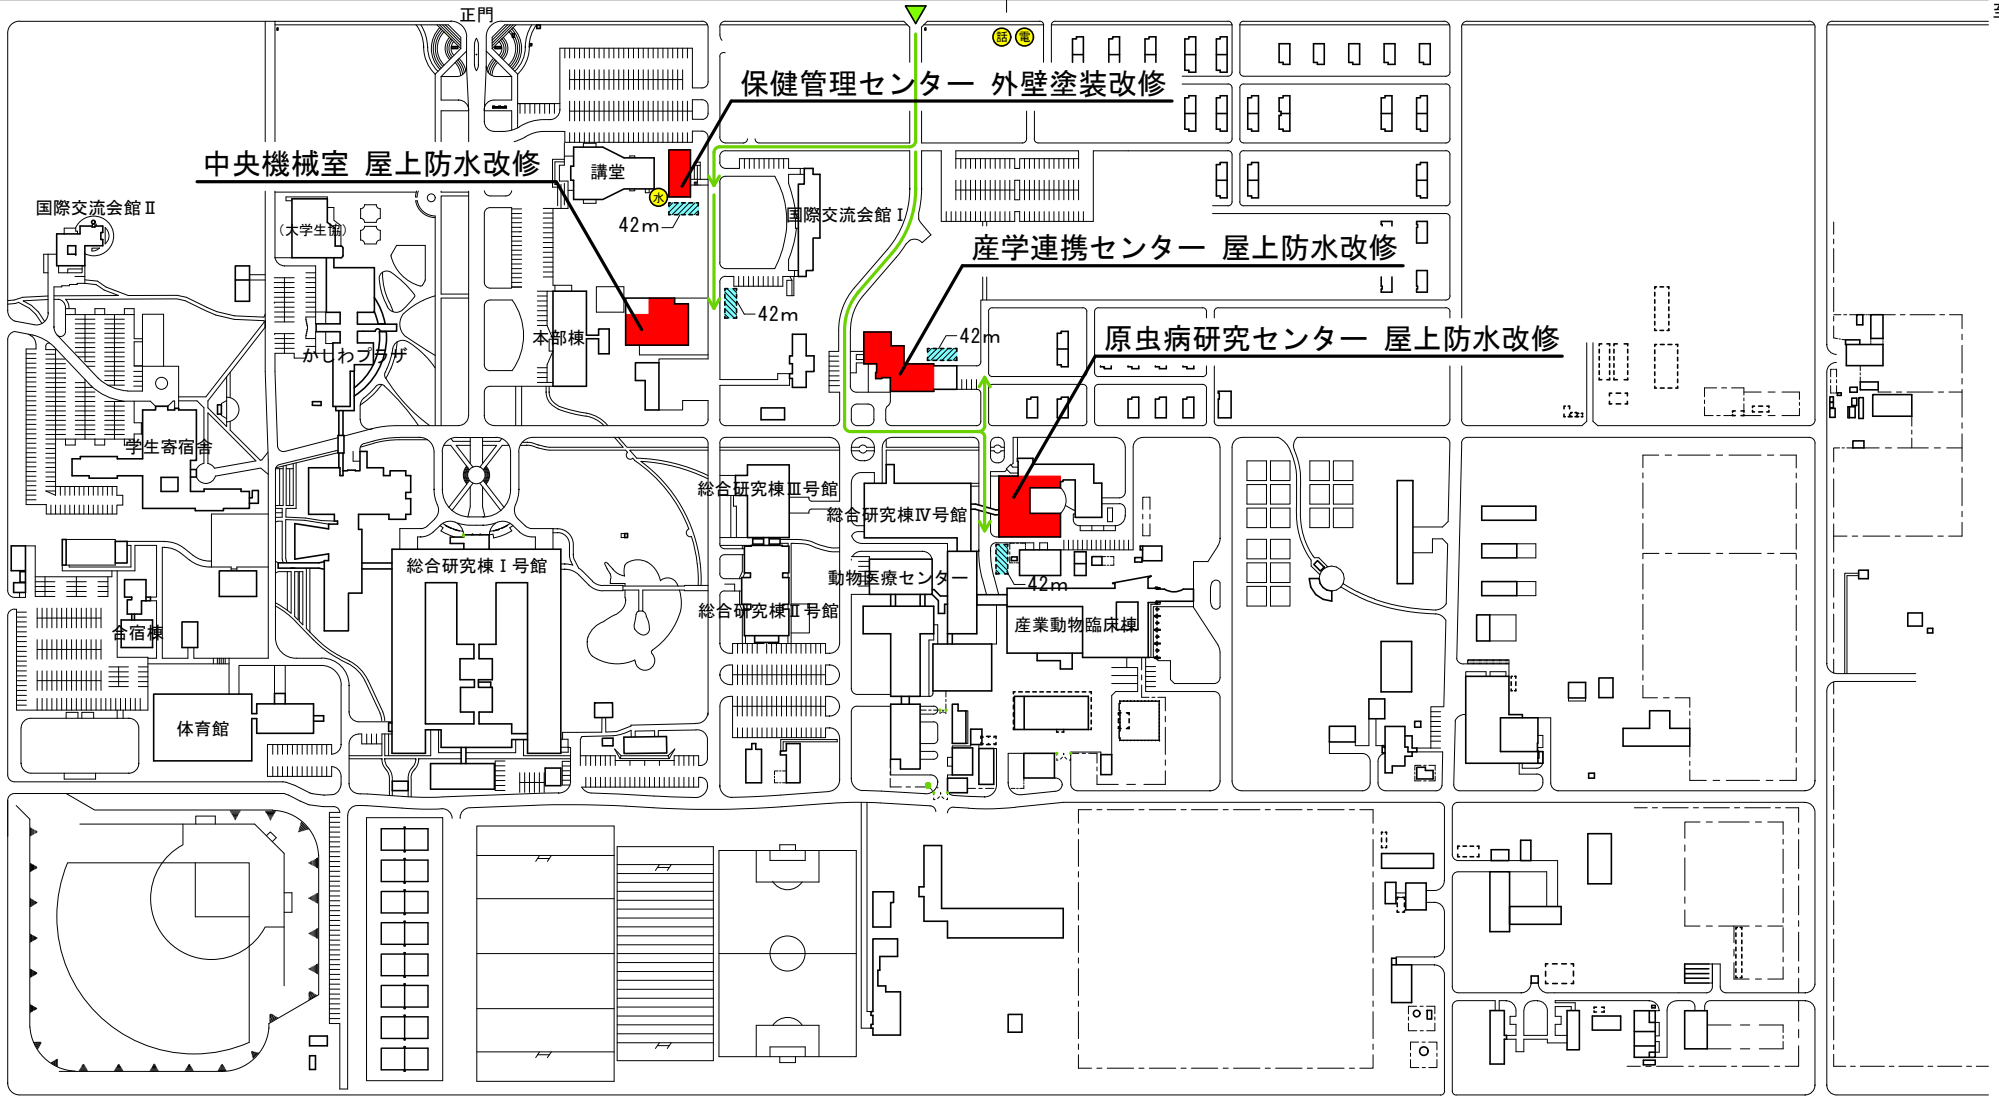 正門
話 電
保健管理センター 外壁塗装改修
中央機械室 屋上防水改修
講堂
水
国際交流会館Ⅱ
(大学生協)
42m
国際交流会館Ⅰ
産学連携センター 屋上防水改修
42m
本部棟
42m
原虫病研究センター 屋上防水改修
かしわプラザ
学生寄宿舎
総合研究棟Ⅲ号館
総合研究棟Ⅳ号館
総合研究棟Ⅰ号館
動物医療センター
42m
総合研究棟Ⅱ号館
産業動物臨床棟
合宿棟
体育館